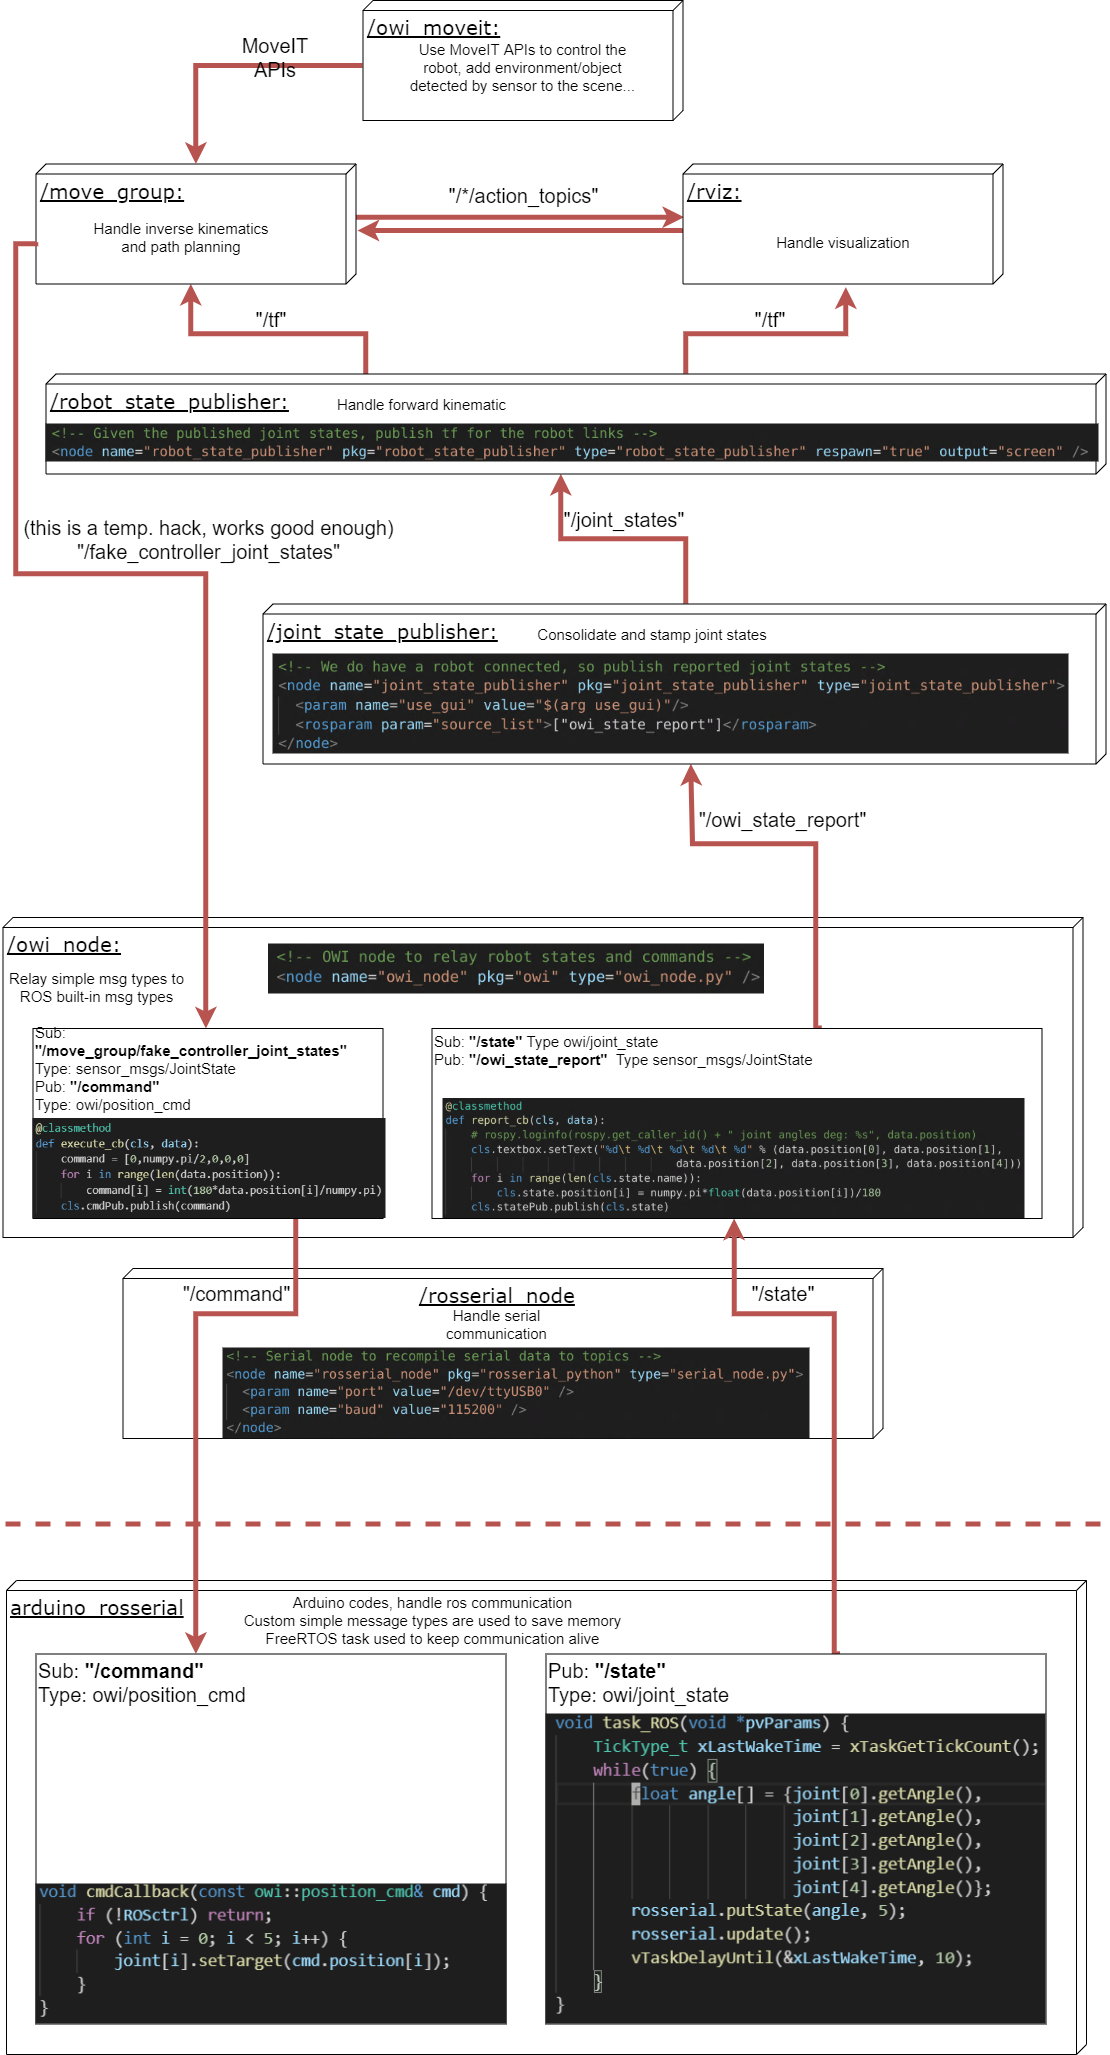 /owi_moveit:
Use MoveIT APIs to control the
robot, add environment/object
detected by sensor to the scene...
MoveIT
APIs
/move_group:
Handle inverse kinematics
and path planning
"/*/action_topics"
/rviz:
Handle visualization
"/tf"
"/tf"
/robot_state_publisher:
Handle forward kinematic
<!-- Given the published joint states, publish tf for the robot links -->
<node name="robot_state_publisher" pkg="robot_state_publisher" type="robot_state_publisher" respawn="true" output="screen" />
(this is a temp. hack, works good enough)
"/fake_controller_joint_states"
"/joint_states"
/joint_state_publisher:
Consolidate and stamp joint states
<!-- We do have a robot connected, so publish reported joint states -->
<node name="joint_state_publisher" pkg="joint_state_publisher" type="joint_state_publisher">
<param name="use_gui" value="$(arg use_gui)"/>
<rosparam param="source_list">["owi_state_report"]</rosparam>
</node>
"/owi_state_report"
/owi_node:
Relay simple msg types to
ROS built-in msg types
<!-- OWI node to relay robot states and commands -->
<node name="owi_node" pkg="owi" type="owi_node.py" />
Sub:
"/move_group/fake_controller_joint_states"
Type: sensor_msgs/JointState
Pub: "/command"
Type: owi/position_cmd
@classmethod
def execute_cb(cls, data):
command = [0,numpy.pi/2,0,0,0]
for i in range(len(data.position)):
command[i] = int(180*data.position[i]/numpy.pi)
cls.cmdPub.publish(command)
Sub: "/state" Type owi/joint_state
Pub: "/owi_state_report"  Type sensor_msgs/JointState
@classmethod
def report_cb(cls, data):
# rospy.loginfo(rospy.get_caller_id() + " joint angles deg: %s", data.position)
cls.textbox.setText("%d\t %d\t %d\t %d\t %d" % (data.position[0], data.position[1],
data.position[2], data.position[3], data.position[4]))
for i in range(len(cls.state.name)):
cls.state.position[i] = numpy.pi*float(data.position[i])/180
cls.statePub.publish(cls.state)
"/command"
/rosserial_node
Handle serial
communication
"/state"
<!-- Serial node to recompile serial data to topics -->
<node name="rosserial_node" pkg="rosserial_python" type="serial_node.py">
<param name="port" value="/dev/ttyUSB0" />
<param name="baud" value="115200" />
</node>
arduino_rosserial
Arduino codes, handle ros communication
Custom simple message types are used to save memory
FreeRTOS task used to keep communication alive
Sub: "/command"
Type: owi/position_cmd
void cmdCallback(const owi::position_cmd& cmd) {
if (!ROSctrl) return;
for (int i = 0; i < 5; i++) {
joint[i].setTarget(cmd.position[i]);
}
}
Pub: "/state"
Type: owi/joint_state
void task_ROS(void *pvParams) {
TickType_t xLastWakeTime = xTaskGetTickCount();
while(true) {
float angle[] = {joint[0].getAngle(),
joint[1].getAngle(),
joint[2].getAngle(),
joint[3].getAngle(),
joint[4].getAngle()};
rosserial.putState(angle, 5);
rosserial.update();
vTaskDelayUntil(&xLastWakeTime, 10);
}
}